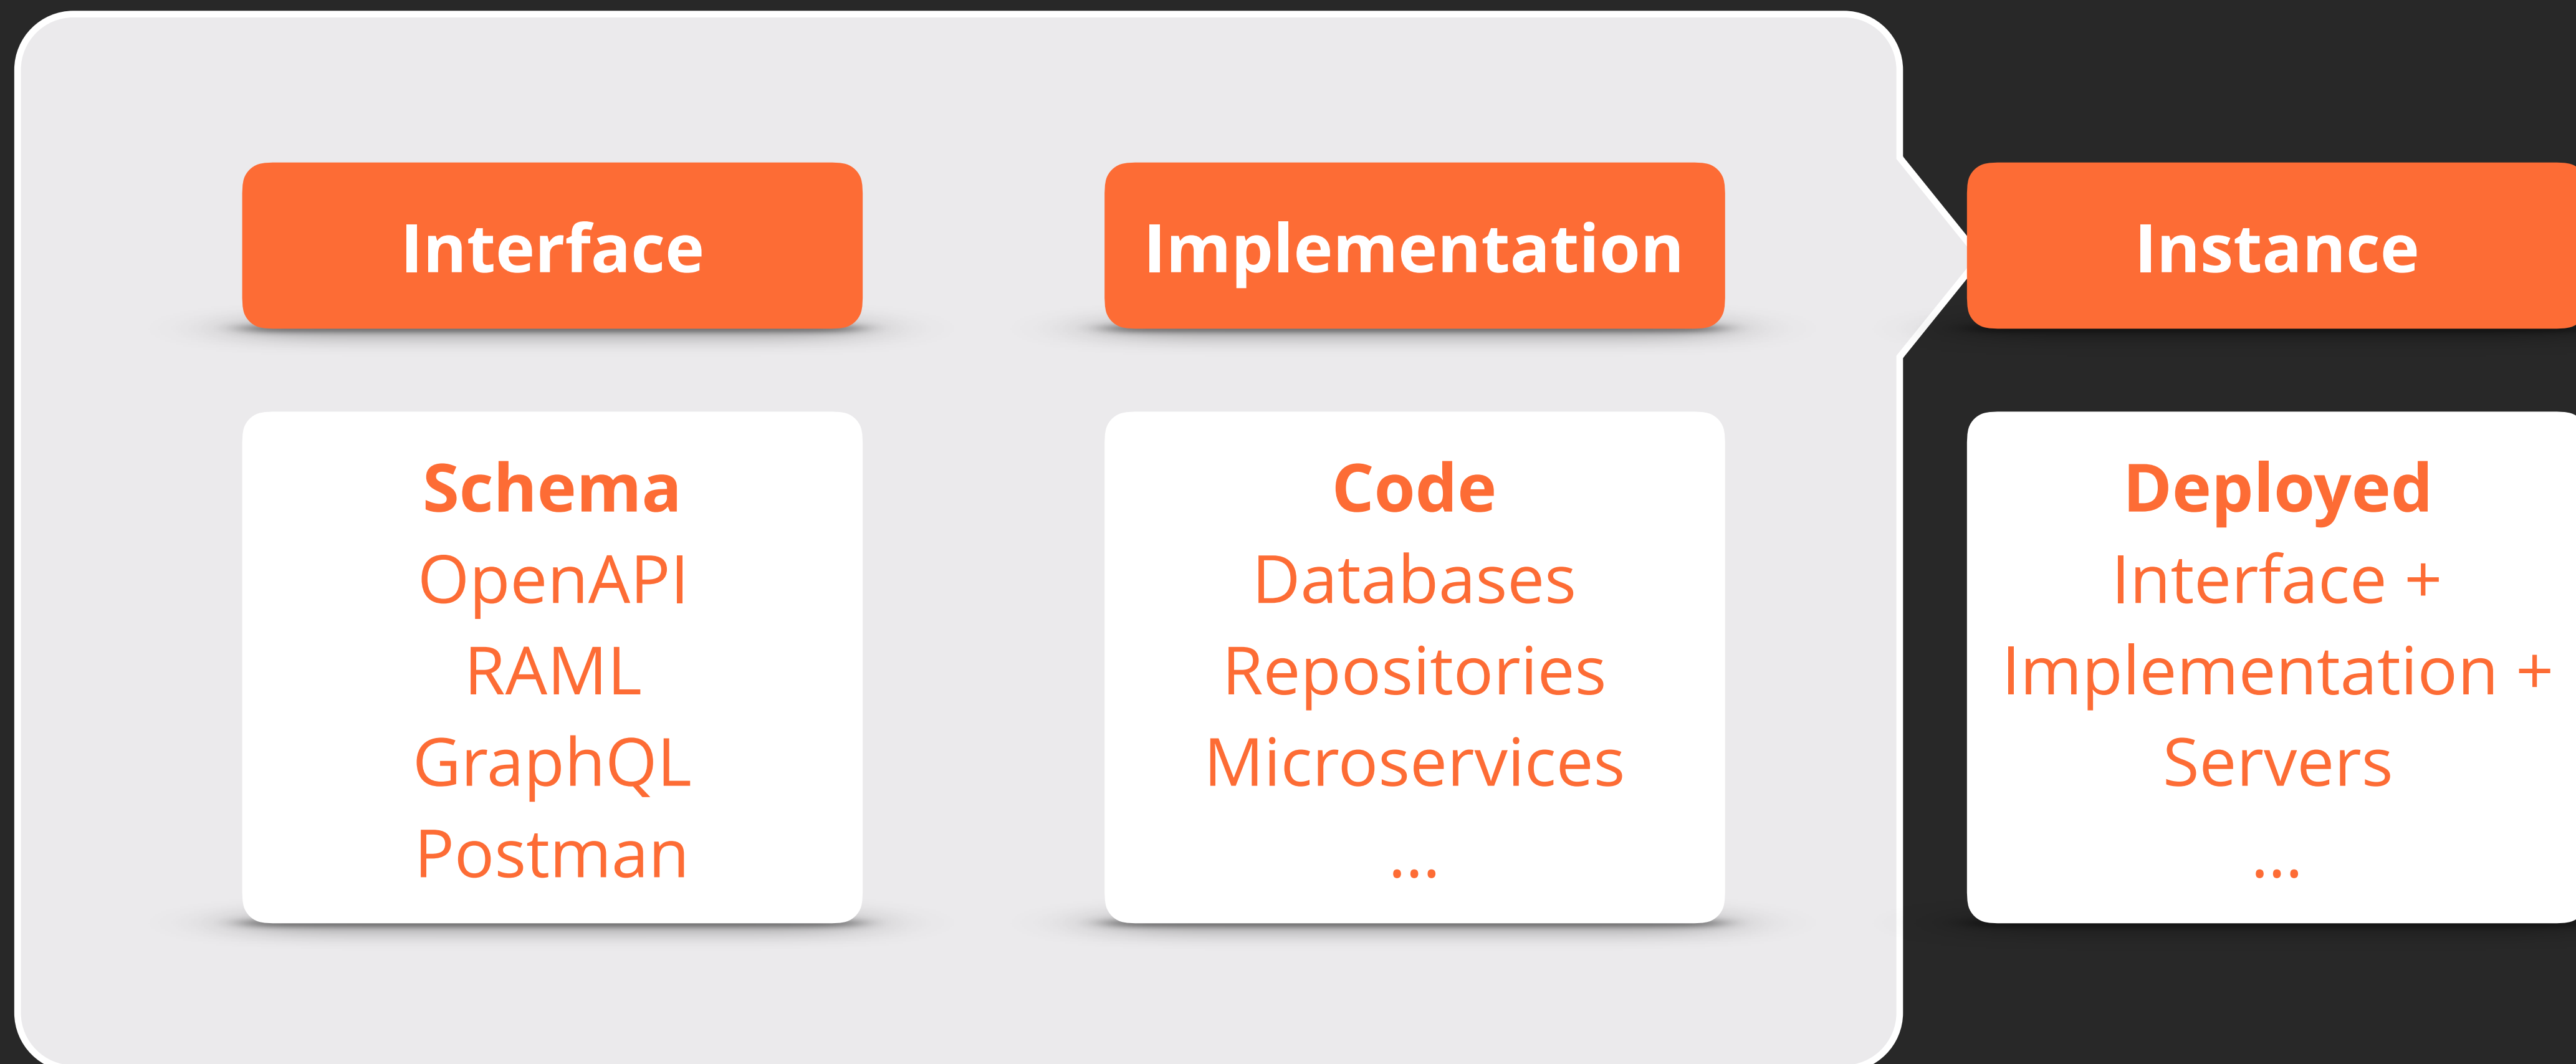 Interface
Schema
OpenAPI
RAML
GraphQL
Postman
Implementation
Code
Databases
Repositories
Microservices
...
Instance
Deployed
Interface +
Implementation +
Servers
...